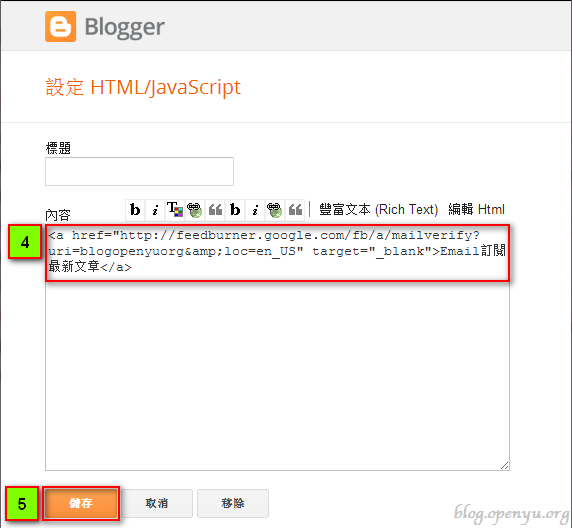 Blogger
設定 HTML/JavaScript
標題
內容 b i T b i 豐富文本 (Rich Text) 編輯 Html
4
<a href="http://feedburner.google.com/fb/a/mailverify?
uri=blogopenyuorg&amp;loc=en_US" target="_blank">Email訂閱
最新文章</a>
5 儲存 取消 移除
blog.openyu.org